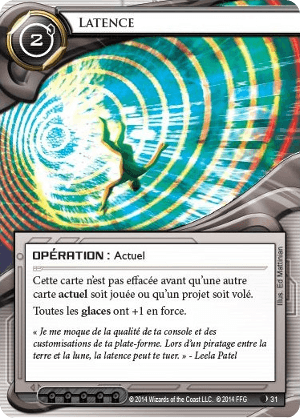 2
LATENCE
OPÉRATION : Actuel
Cette carte n'est pas effacée avant qu'une autre
carte actuel soit jouée ou qu'un projet soit volé.
Toutes les glaces ont +1 en force.
« Je me moque de la qualité de ta console et des
customisations de ta plate-forme. Lors d'un piratage entre la
terre et la lune, la latence peut te tuer. » - Leela Patel
Illus. Ed Mattinian
© 2014 Wizards of the Coast LLC. © 2014 FFG
31